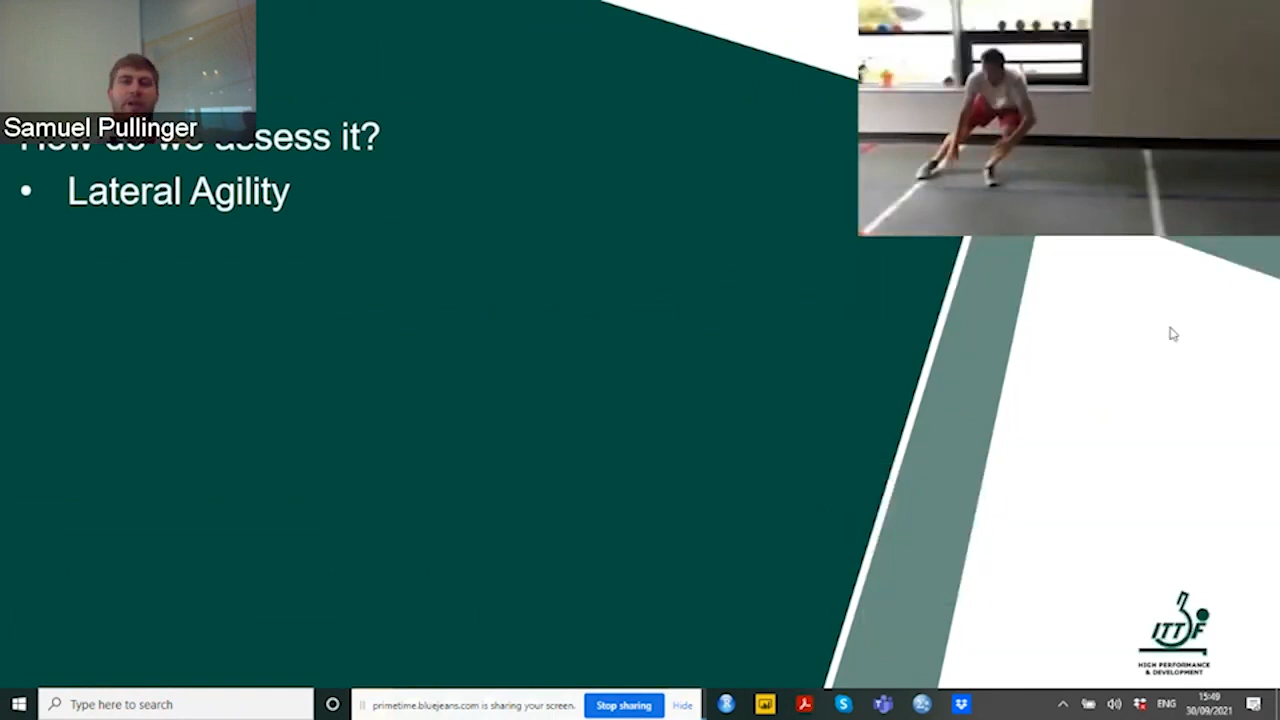 Samuel Pullinger
How do we assess it?
• Lateral Agility
ITTF
HIGH PERFORMANCE
& DEVELOPMENT
Type here to search
primetime.bluejeans.com is sharing your screen.
Stop sharing
Hide
ENG
15:49
30/09/2021